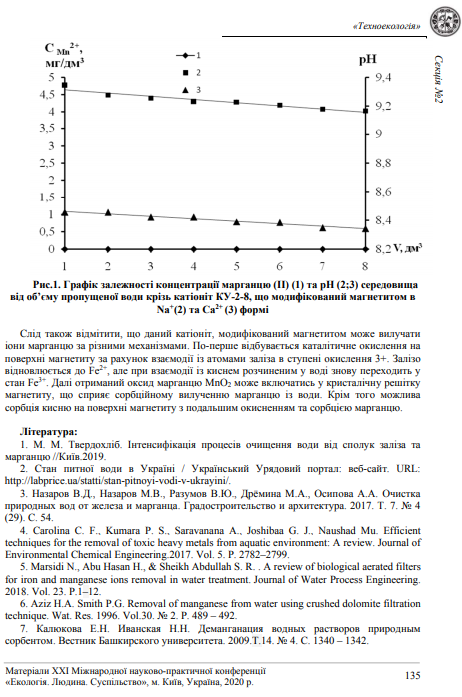 «Техноекологія»
Секція №2
С Mn²⁺,
мг/дм³
pH
1
2
3
5
4,5
4
3,5
3
2,5
2
1,5
1
0,5
0
9,4
9,2
9
8,8
8,6
8,4
8,2
V, дм³
1 2 3 4 5 6 7 8
Рис.1. Графік залежності концентрації марганцю (II) (1) та pH (2;3) середовища
від об’єму пропущеної води крізь катіоніт КУ-2-8, що модифікований магнетитом в
Na⁺(2) та Ca²⁺ (3) формі
Слід також відмітити, що даний катіоніт, модифікований магнетитом може вилучати
іони марганцю за різними механізмами. По-перше відбувається каталітичне окислення на
поверхні магнетиту за рахунок взаємодії із атомами заліза в ступені окислення 3+. Залізо
відновлюється до Fe²⁺, але при взаємодії із киснем розчиненим у воді знову переходить у
стан Fe³⁺. Далі отриманий оксид марганцю MnO₂ може включатись у кристалічну решітку
магнетиту, що сприяє сорбційному вилученню марганцю із води. Крім того можлива
сорбція кисню на поверхні магнетиту з подальшим окисненням та сорбцією марганцю.
Література:
1. М. М. Твердохліб. Інтенсифікація процесів очищення води від сполук заліза та
марганцю //Київ.2019.
2. Стан питної води в Україні / Український Урядовий портал: веб-сайт. URL:
http://labprice.ua/statti/stan-pitnoyi-vodi-v-ukrayini/.
3. Назаров В.Д., Назаров М.В., Разумов В.Ю., Дрёмина М.А., Осипова А.А. Очистка
природных вод от железа и марганца. Градостроительство и архитектура. 2017. Т. 7. № 4
(29). С. 54.
4. Carolina C. F., Kumara P. S., Saravanana A., Joshibaa G. J., Naushad Mu. Efficient
techniques for the removal of toxic heavy metals from aquatic environment: A review. Journal of
Environmental Chemical Engineering.2017. Vol. 5. P. 2782–2799.
5. Marsidi N., Abu Hasan H., & Sheikh Abdullah S. R. . A review of biological aerated filters
for iron and manganese ions removal in water treatment. Journal of Water Process Engineering.
2018. Vol. 23. P.1–12.
6. Aziz H.A. Smith P.G. Removal of manganese from water using crushed dolomite filtration
technique. Wat. Res. 1996. Vol.30. № 2. P. 489 – 492.
7. Калюкова Е.Н. Иванская Н.Н. Деманганация водных растворов природным
сорбентом. Вестник Башкирского университета. 2009.Т.14. № 4. С. 1340 – 1342.
Матеріали XXI Міжнародної науково-практичної конференції
«Екологія. Людина. Суспільство», м. Київ, Україна, 2020 р.
135